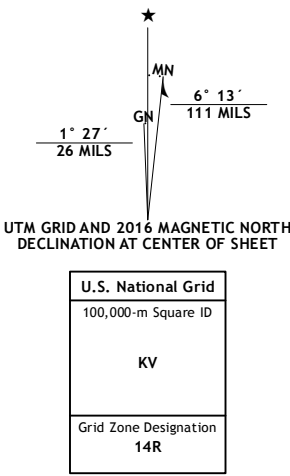 ★
MN
GN
6° 13´
111 MILS
1° 27´
26 MILS
UTM GRID AND 2016 MAGNETIC NORTH
DECLINATION AT CENTER OF SHEET
U.S. National Grid
100,000-m Square ID
KV
Grid Zone Designation
14R